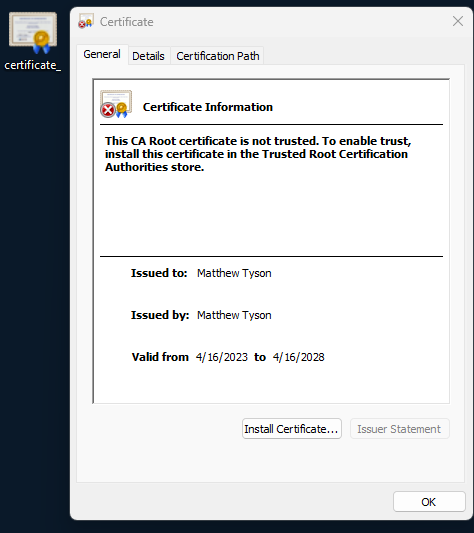 Certificate
certificate_
General Details Certification Path
Certificate Information
This CA Root certificate is not trusted. To enable trust,
install this certificate in the Trusted Root Certification
Authorities store.
Issued to: Matthew Tyson
Issued by: Matthew Tyson
Valid from 4/16/2023 to 4/16/2028
Install Certificate... Issuer Statement
OK